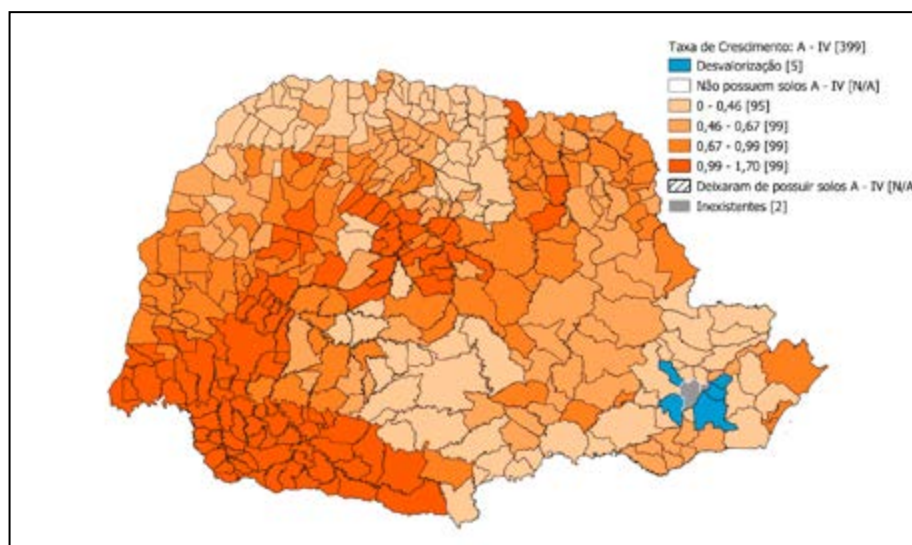 Taxa de Crescimento: A - IV [399]
Desvalorização [5]
Não possuem solos A - IV [N/A]
0 - 0,46 [95]
0,46 - 0,67 [99]
0,67 - 0,99 [99]
0,99 - 1,70 [99]
Deixaram de possuir solos A - IV [N/A
Inexistentes [2]